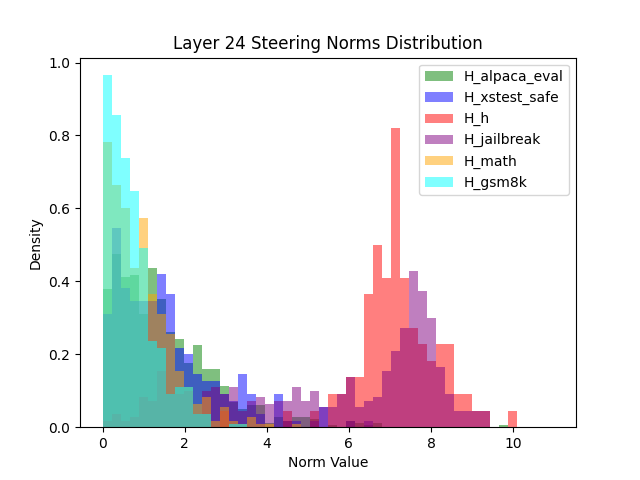 Layer 24 Steering Norms Distribution
1.0
0.8
0.6
0.4
0.2
0.0
Density
H_alpaca_eval
H_xstest_safe
H_h
H_jailbreak
H_math
H_gsm8k
0
2
4
6
8
10
Norm Value